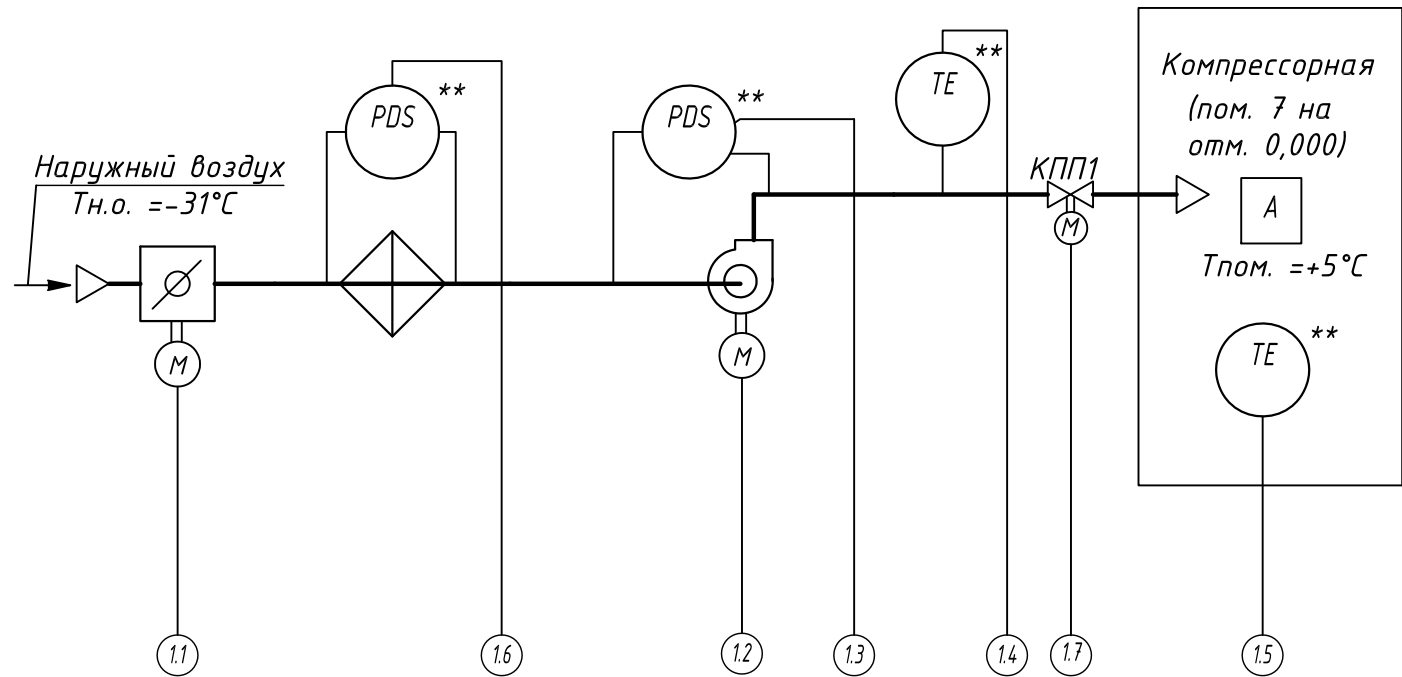 Наружный воздух
Тн.о. =-31°С
PDS
**
PDS
**
TE
**
КПП1
Компрессорная
(пом. 7 на
отм. 0,000)
А
Тпом. =+5°С
TE
**
М
М
М
1.1
1.6
1.2
1.3
1.4
1.7
1.5